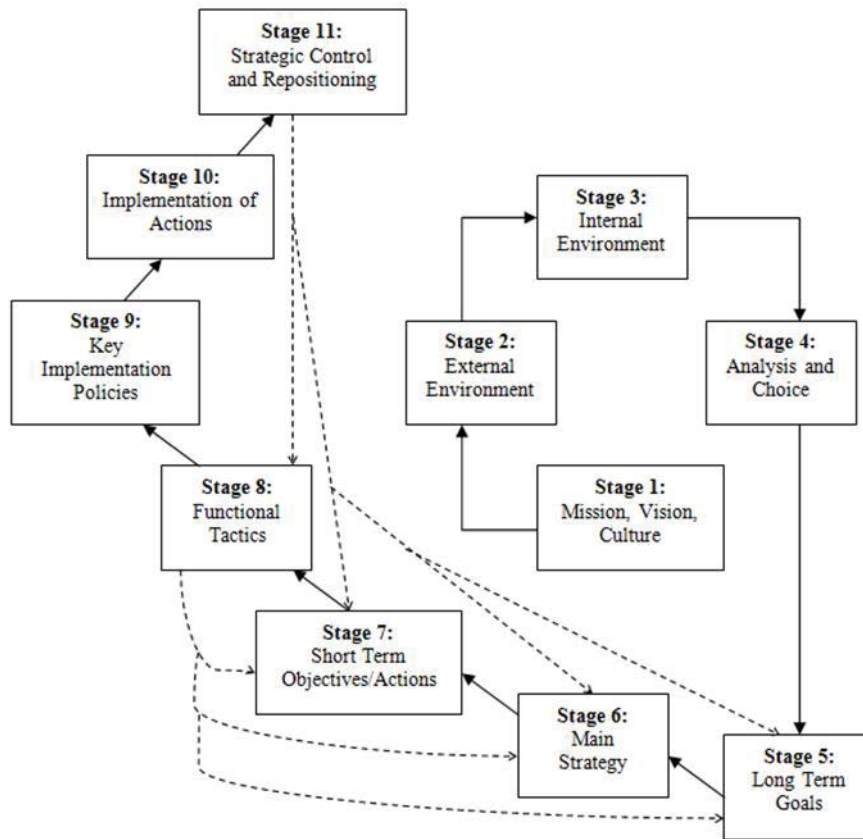 Stage 11:
Strategic Control
and Repositioning
Stage 10:
Implementation of
Actions
Stage 3:
Internal
Environment
Stage 9:
Key
Implementation
Policies
Stage 2:
External
Environment
Stage 4:
Analysis and
Choice
Stage 8:
Functional
Tactics
Stage 1:
Mission, Vision,
Culture
Stage 7:
Short Term
Objectives/Actions
Stage 6:
Main
Strategy
Stage 5:
Long Term
Goals